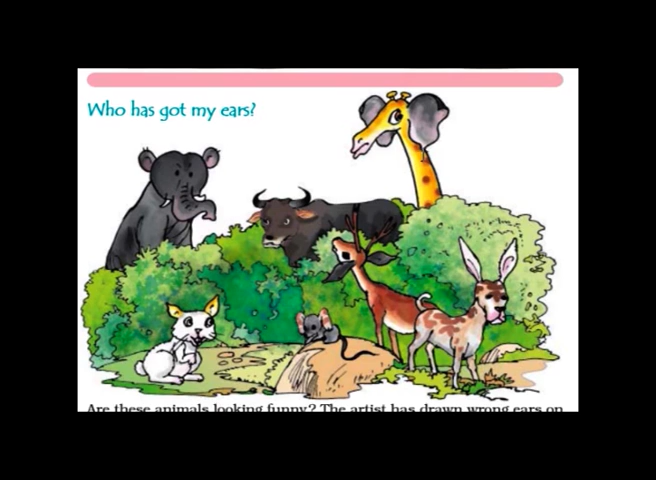 Who has got my ears?
Are these animals looking funny? The artist has drawn wrong ears on